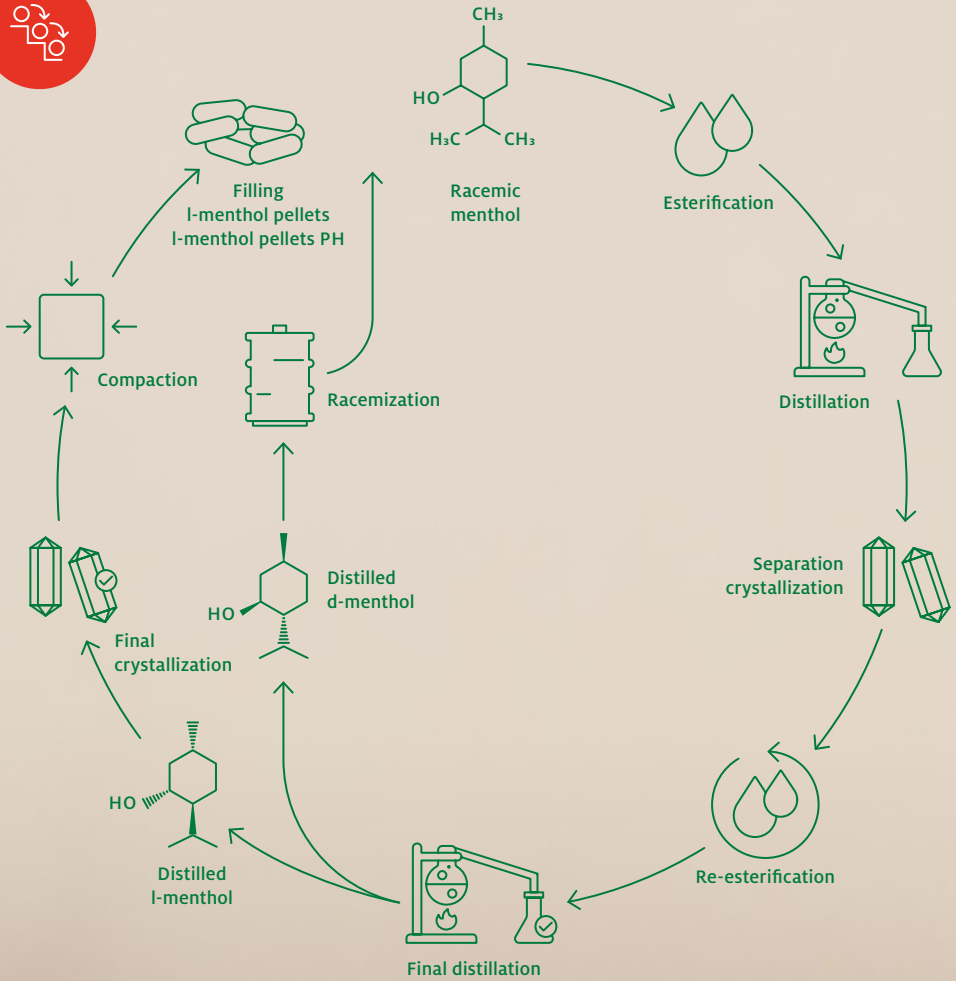 CH₃
HO
H₃C
CH₃
Racemic
menthol
Esterification
Distillation
Separation
crystallization
Re-esterification
Final distillation
Distilled
l-menthol
HO
Final
crystallization
Compaction
Filling
l-menthol pellets
l-menthol pellets PH
Distilled
d-menthol
HO
Racemization